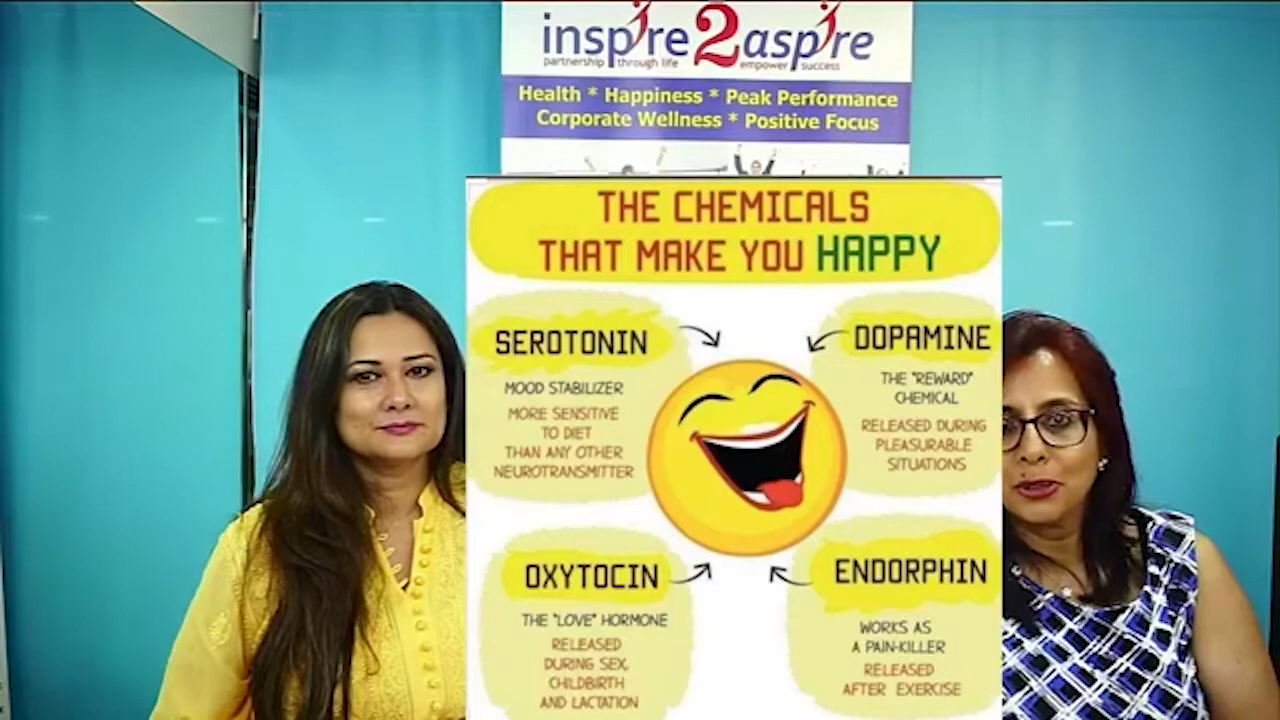 inspire2aspire
partnership through life empower success
Health * Happiness * Peak Performance
Corporate Wellness * Positive Focus
THE CHEMICALS
THAT MAKE YOU HAPPY
SEROTONIN
MOOD STABILIZER
MORE SENSITIVE
TO DIET
THAN ANY OTHER
NEUROTRANSMITTER
DOPAMINE
THE "REWARD"
CHEMICAL
RELEASED DURING
PLEASURABLE
SITUATIONS
OXYTOCIN
THE "LOVE" HORMONE
RELEASED
DURING SEX,
CHILDBIRTH
AND LACTATION
ENDORPHIN
WORKS AS
A PAIN-KILLER
RELEASED
AFTER EXERCISE